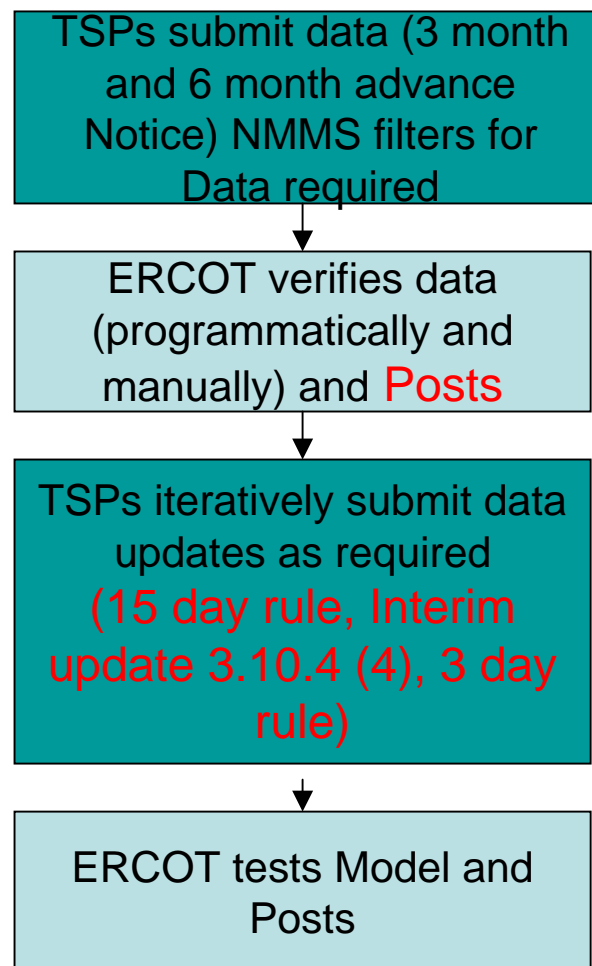 TSPs submit data (3 month
and 6 month advance
Notice) NMMS filters for
Data required
ERCOT verifies data
(programmatically and
manually) and Posts
TSPs iteratively submit data
updates as required
(15 day rule, Interim
update 3.10.4 (4), 3 day
rule)
ERCOT tests Model and
Posts